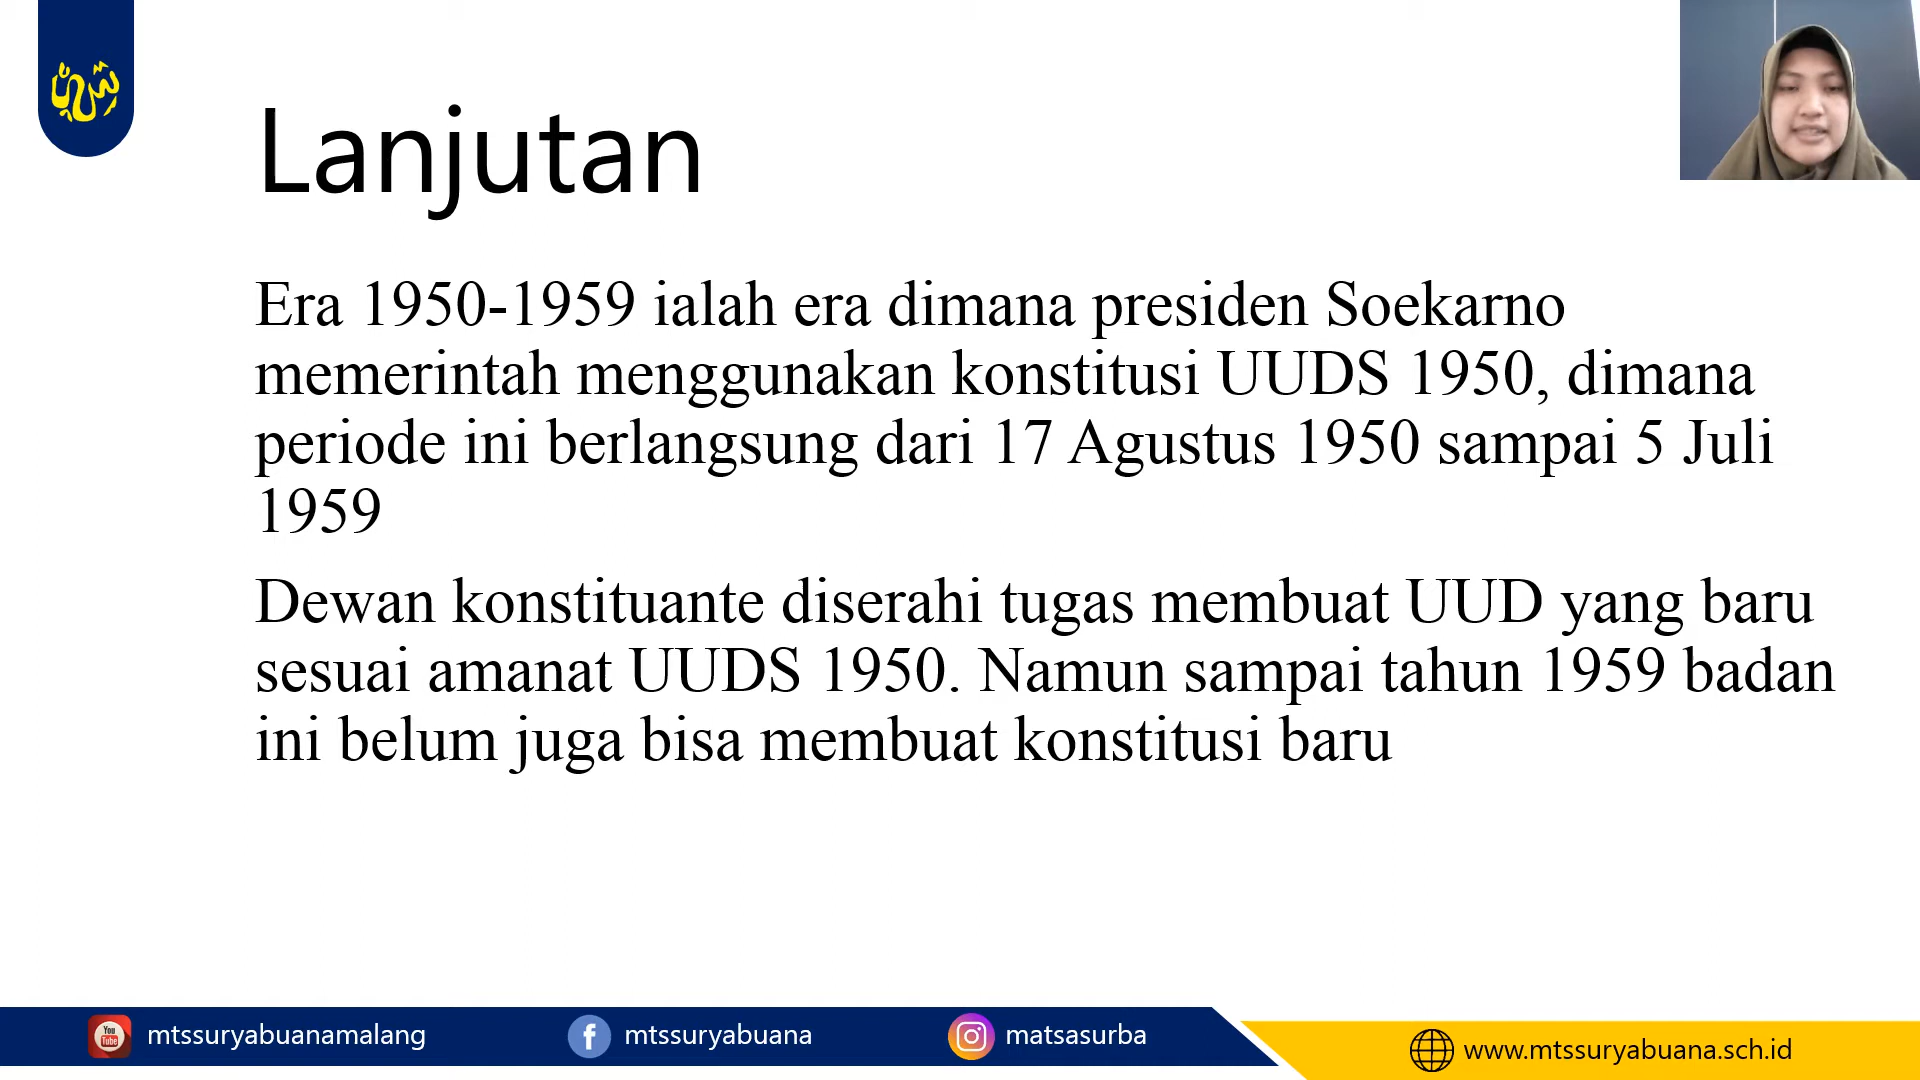 Lanjutan
Era 1950-1959 ialah era dimana presiden Soekarno
memerintah menggunakan konstitusi UUDS 1950, dimana
periode ini berlangsung dari 17 Agustus 1950 sampai 5 Juli
1959
Dewan konstituante diserahi tugas membuat UUD yang baru
sesuai amanat UUDS 1950. Namun sampai tahun 1959 badan
ini belum juga bisa membuat konstitusi baru
You Tube mtssuryabuanamalang
mtssuryabuana
matsasurba
www.mtssuryabuana.sch.id